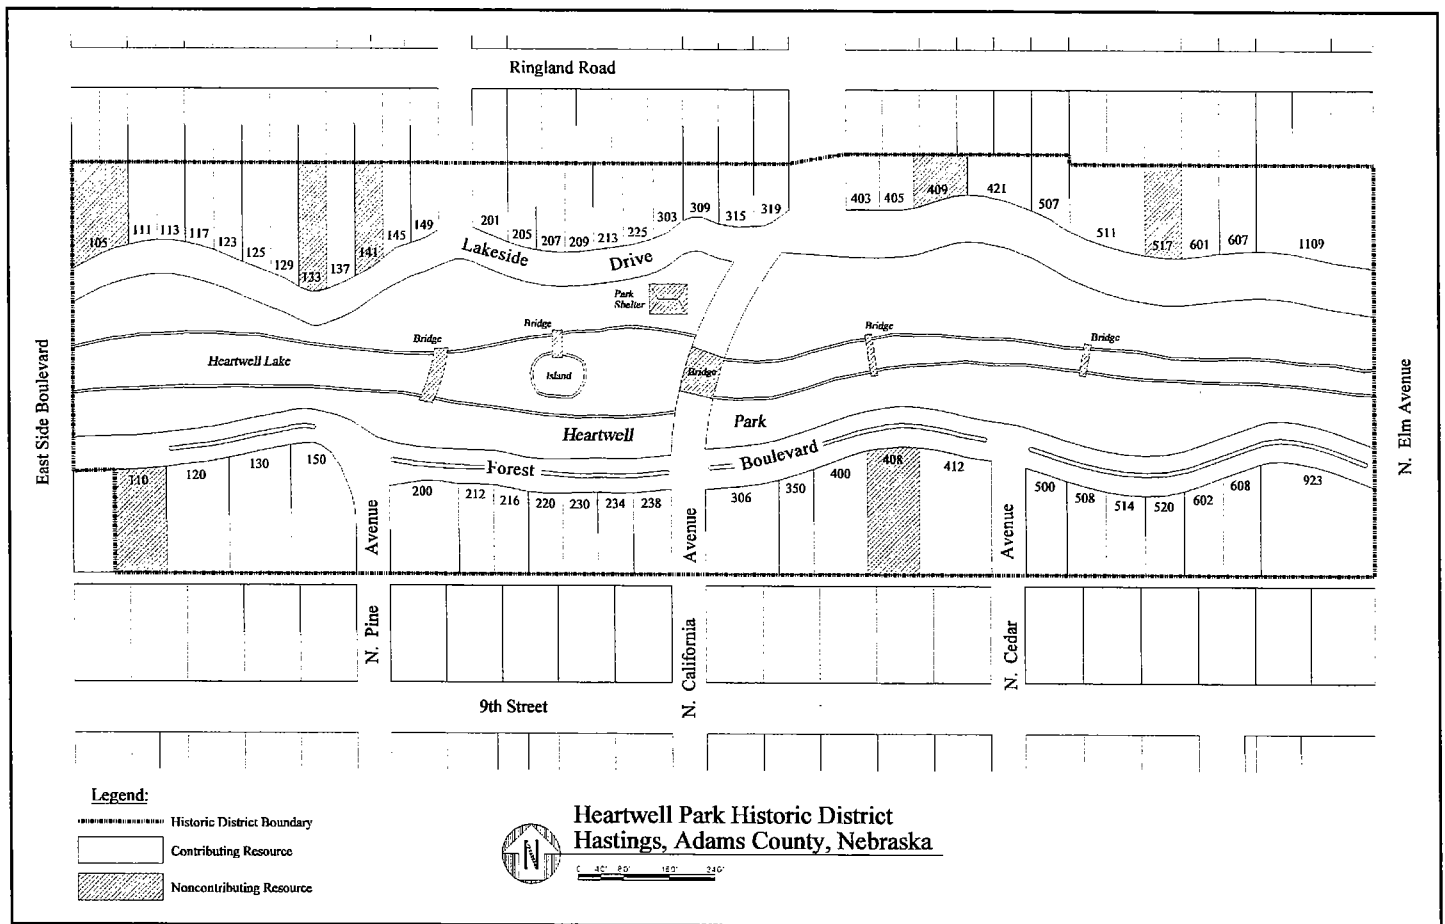 Ringland Road
403 405 409 421 507
201 205 207 209 213 225 303 309 315 319
105 111 113 117 123 125 129 133 137 141 145 149
511 517 601 607 1109
Lakeside Drive
Park
Shelter
Bridge
Bridge
Bridge
Bridge
Bridge
Heartwell Lake
Island
Heartwell Park
East Side Boulevard
N. Elm Avenue
Forest Boulevard
110 120 130 150
200 212 216 220 230 234 238
306 350 400 408 412
500 508 514 520 602 608 923
N. Pine Avenue
N. California Avenue
N. Cedar Avenue
9th Street
Legend:
Historic District Boundary
Contributing Resource
Noncontributing Resource
N
Heartwell Park Historic District
Hastings, Adams County, Nebraska
0 40' 80' 160' 240'